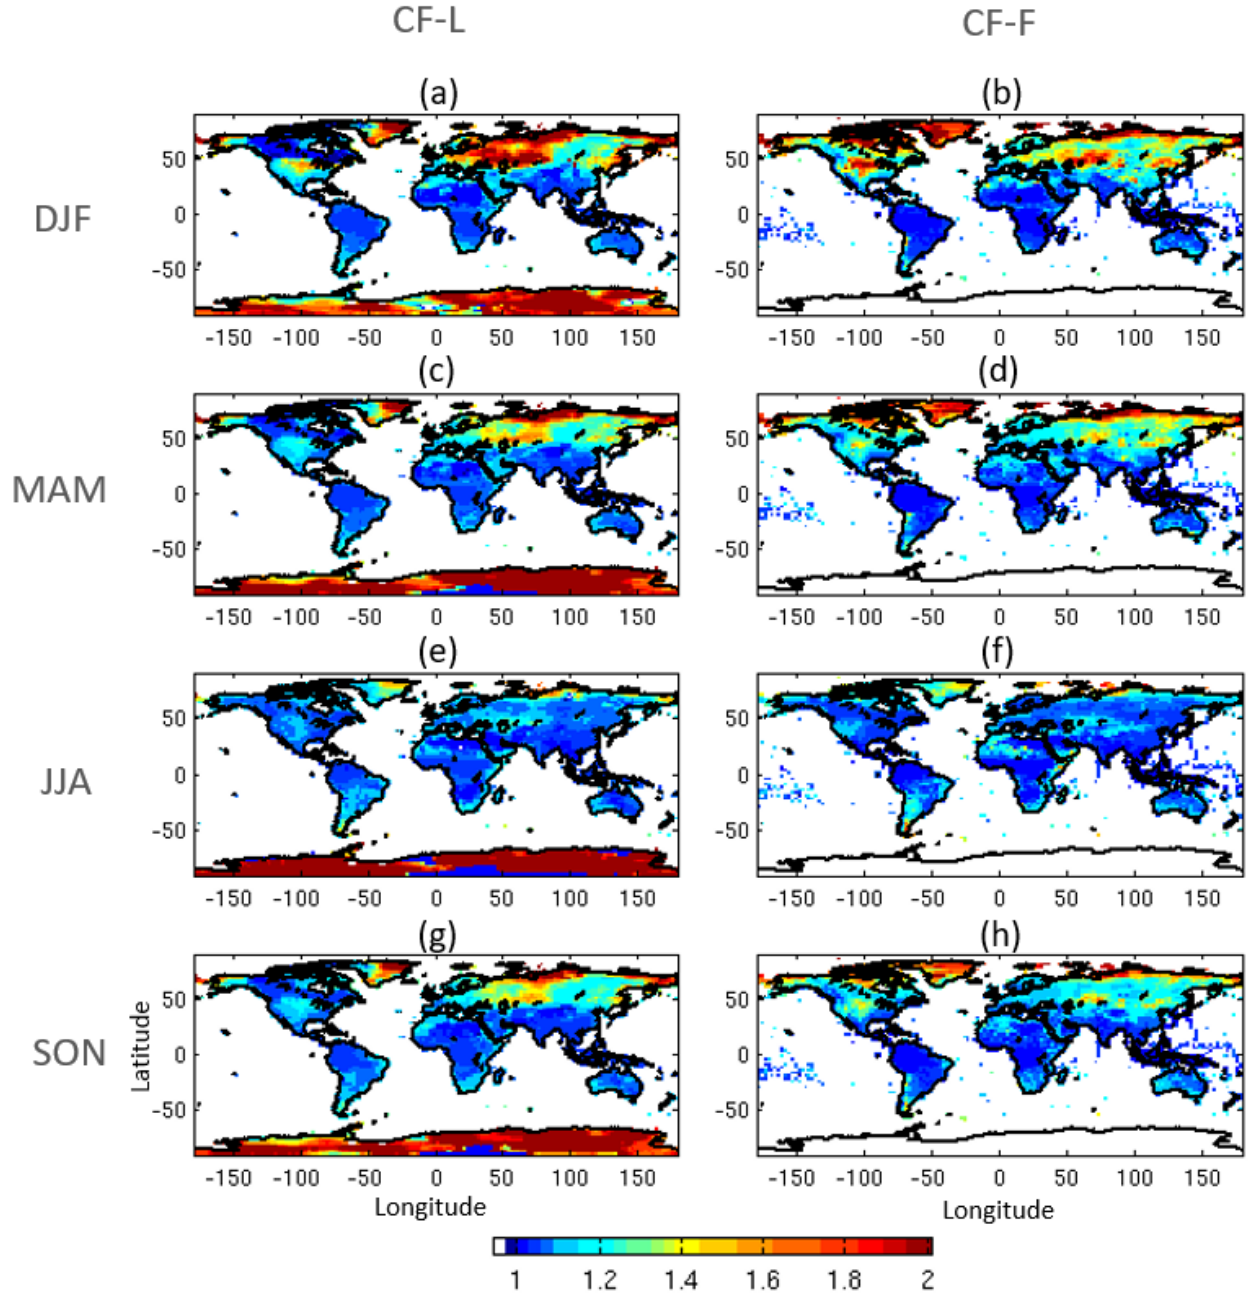 CF-L CF-F
(a) (b)
50 50
DJF 0 0
-50 -50
-150 -100 -50 0 50 100 150 -150 -100 -50 0 50 100 150
(c) (d)
50 50
MAM 0 0
-50 -50
-150 -100 -50 0 50 100 150 -150 -100 -50 0 50 100 150
(e) (f)
50 50
JJA 0 0
-50 -50
-150 -100 -50 0 50 100 150 -150 -100 -50 0 50 100 150
(g) (h)
50 50
SON Latitude 0 0
-50 -50
-150 -100 -50 0 50 100 150 -150 -100 -50 0 50 100 150
Longitude Longitude
1 1.2 1.4 1.6 1.8 2